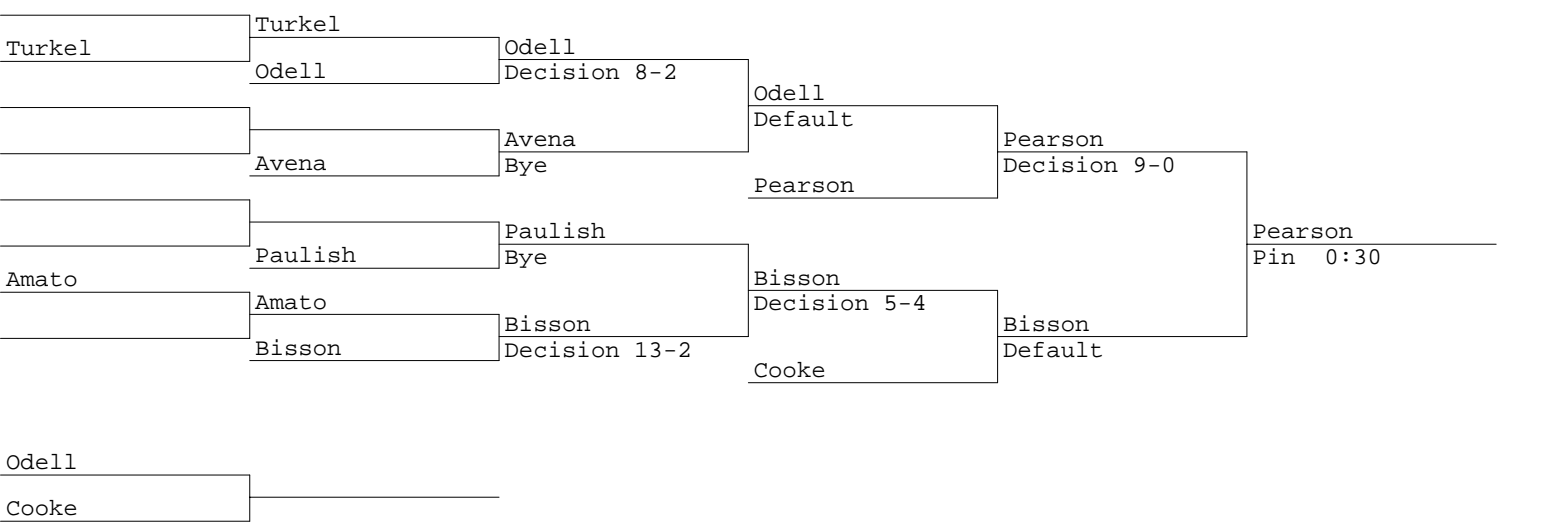 Turkel
Turkel
Odell
Odell
Decision 8-2
Odell
Default
Avena
Avena
Bye
Pearson
Pearson
Decision 9-0
Paulish
Paulish
Bye
Pearson
Pin 0:30
Amato
Amato
Bisson
Bisson
Decision 13-2
Bisson
Decision 5-4
Bisson
Default
Cooke
Odell
Cooke